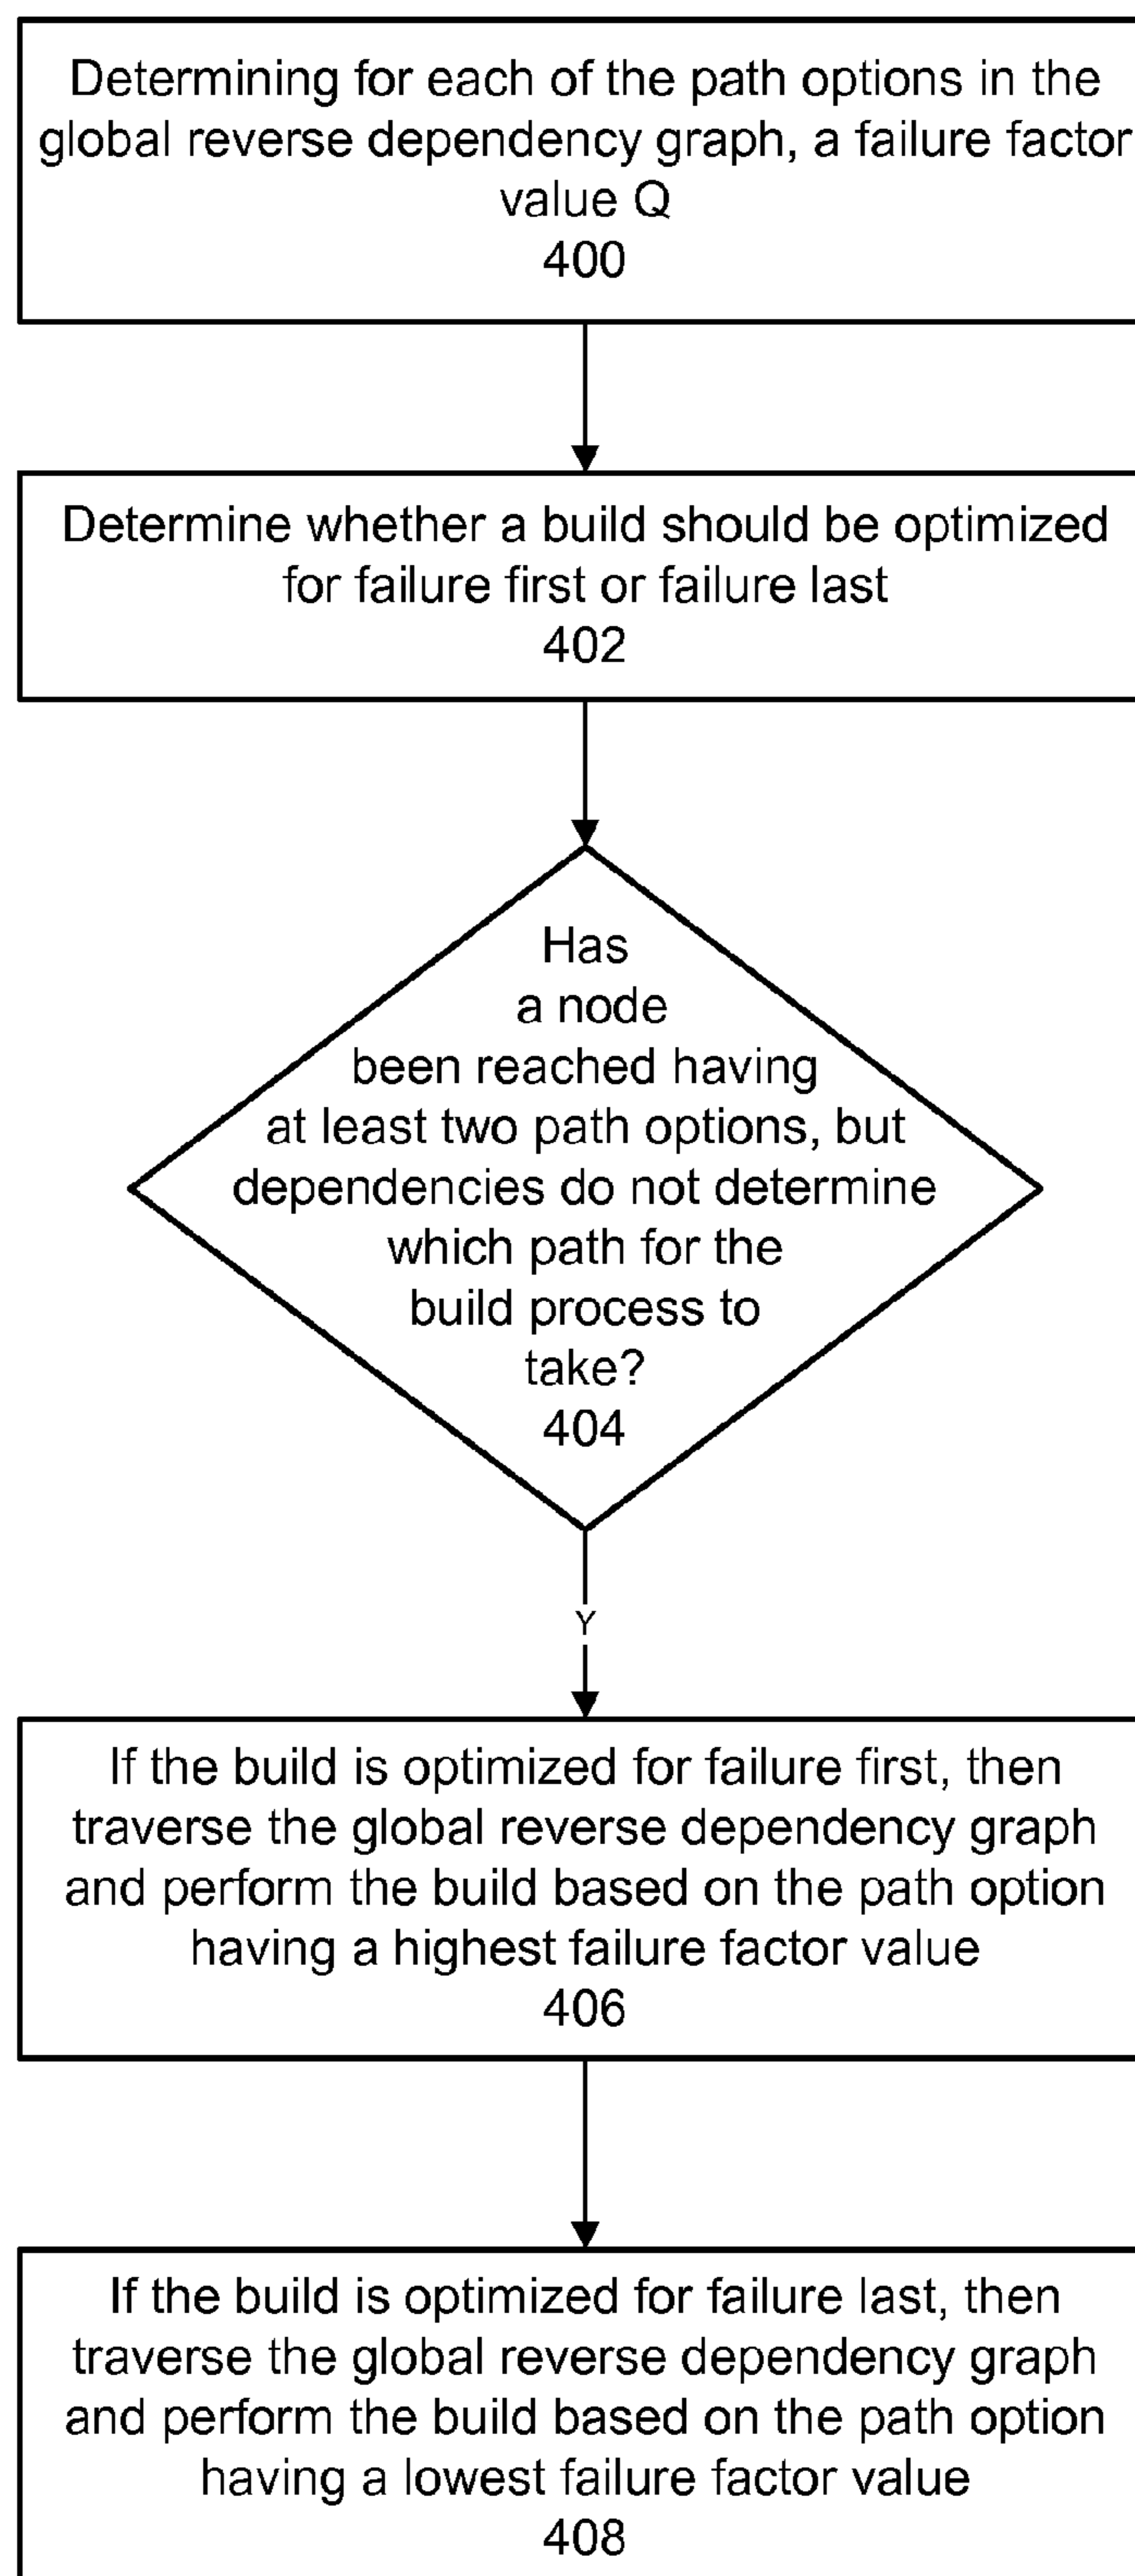 Determining for each of the path options in the
global reverse dependency graph, a failure factor
value Q
400
Determine whether a build should be optimized
for failure first or failure last
402
Has
a node
been reached having
at least two path options, but
dependencies do not determine
which path for the
build process to
take?
404
Y
If the build is optimized for failure first, then
traverse the global reverse dependency graph
and perform the build based on the path option
having a highest failure factor value
406
If the build is optimized for failure last, then
traverse the global reverse dependency graph
and perform the build based on the path option
having a lowest failure factor value
408